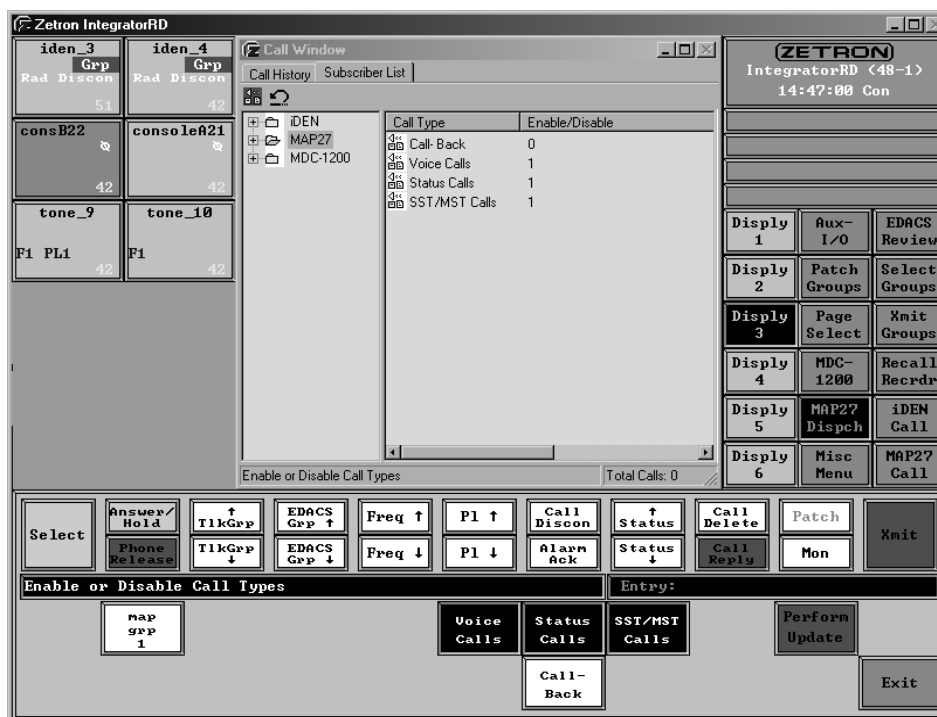 Zetron IntegratorRD
iden_3
Grp
Rad Discon
51
iden_4
Grp
Rad Discon
42
consB22
42
consoleA21
42
tone_9
F1 PL1
42
tone_10
F1
42
Call Window
Call History
Subscriber List
iDEN
MAP27
MDC-1200
Call Type Enable/Disable
Call-Back 0
Voice Calls 1
Status Calls 1
SST/MST Calls 1
Enable or Disable Call Types
Total Calls: 0
ZETRON
IntegratorRD (48-1)
14:47:00 Con
Disply 1
Aux-I/O
EDACS Review
Disply 2
Patch Groups
Select Groups
Disply 3
Page Select
Xmit Groups
Disply 4
MDC-1200
Recall Recrdr
Disply 5
MAP27 Dispch
iDEN Call
Disply 6
Misc Menu
MAP27 Call
Select
Answer/Hold
↑ TlkGrp
EDACS Grp ↑
Freq ↑
Pl ↑
Call Discon
↑ Status
Call Delete
Patch
Xmit
Phone Release
TlkGrp ↓
EDACS Grp ↓
Freq ↓
Pl ↓
Alarm Ack
Status ↓
Call Reply
Mon
Enable or Disable Call Types
Entry:
map grp 1
Voice Calls
Status Calls
SST/MST Calls
Perform Update
Call-Back
Exit